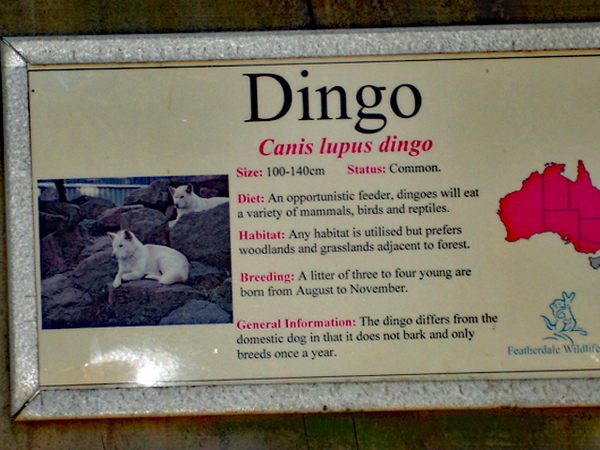 Dingo
Canis lupus dingo
Size: 100-140cm Status: Common.
Diet: An opportunistic feeder, dingoes will eat
a variety of mammals, birds and reptiles.
Habitat: Any habitat is utilised but prefers
woodlands and grasslands adjacent to forest.
Breeding: A litter of three to four young are
born from August to November.
General Information: The dingo differs from the
domestic dog in that it does not bark and only
breeds once a year.
Featherdale Wildlife